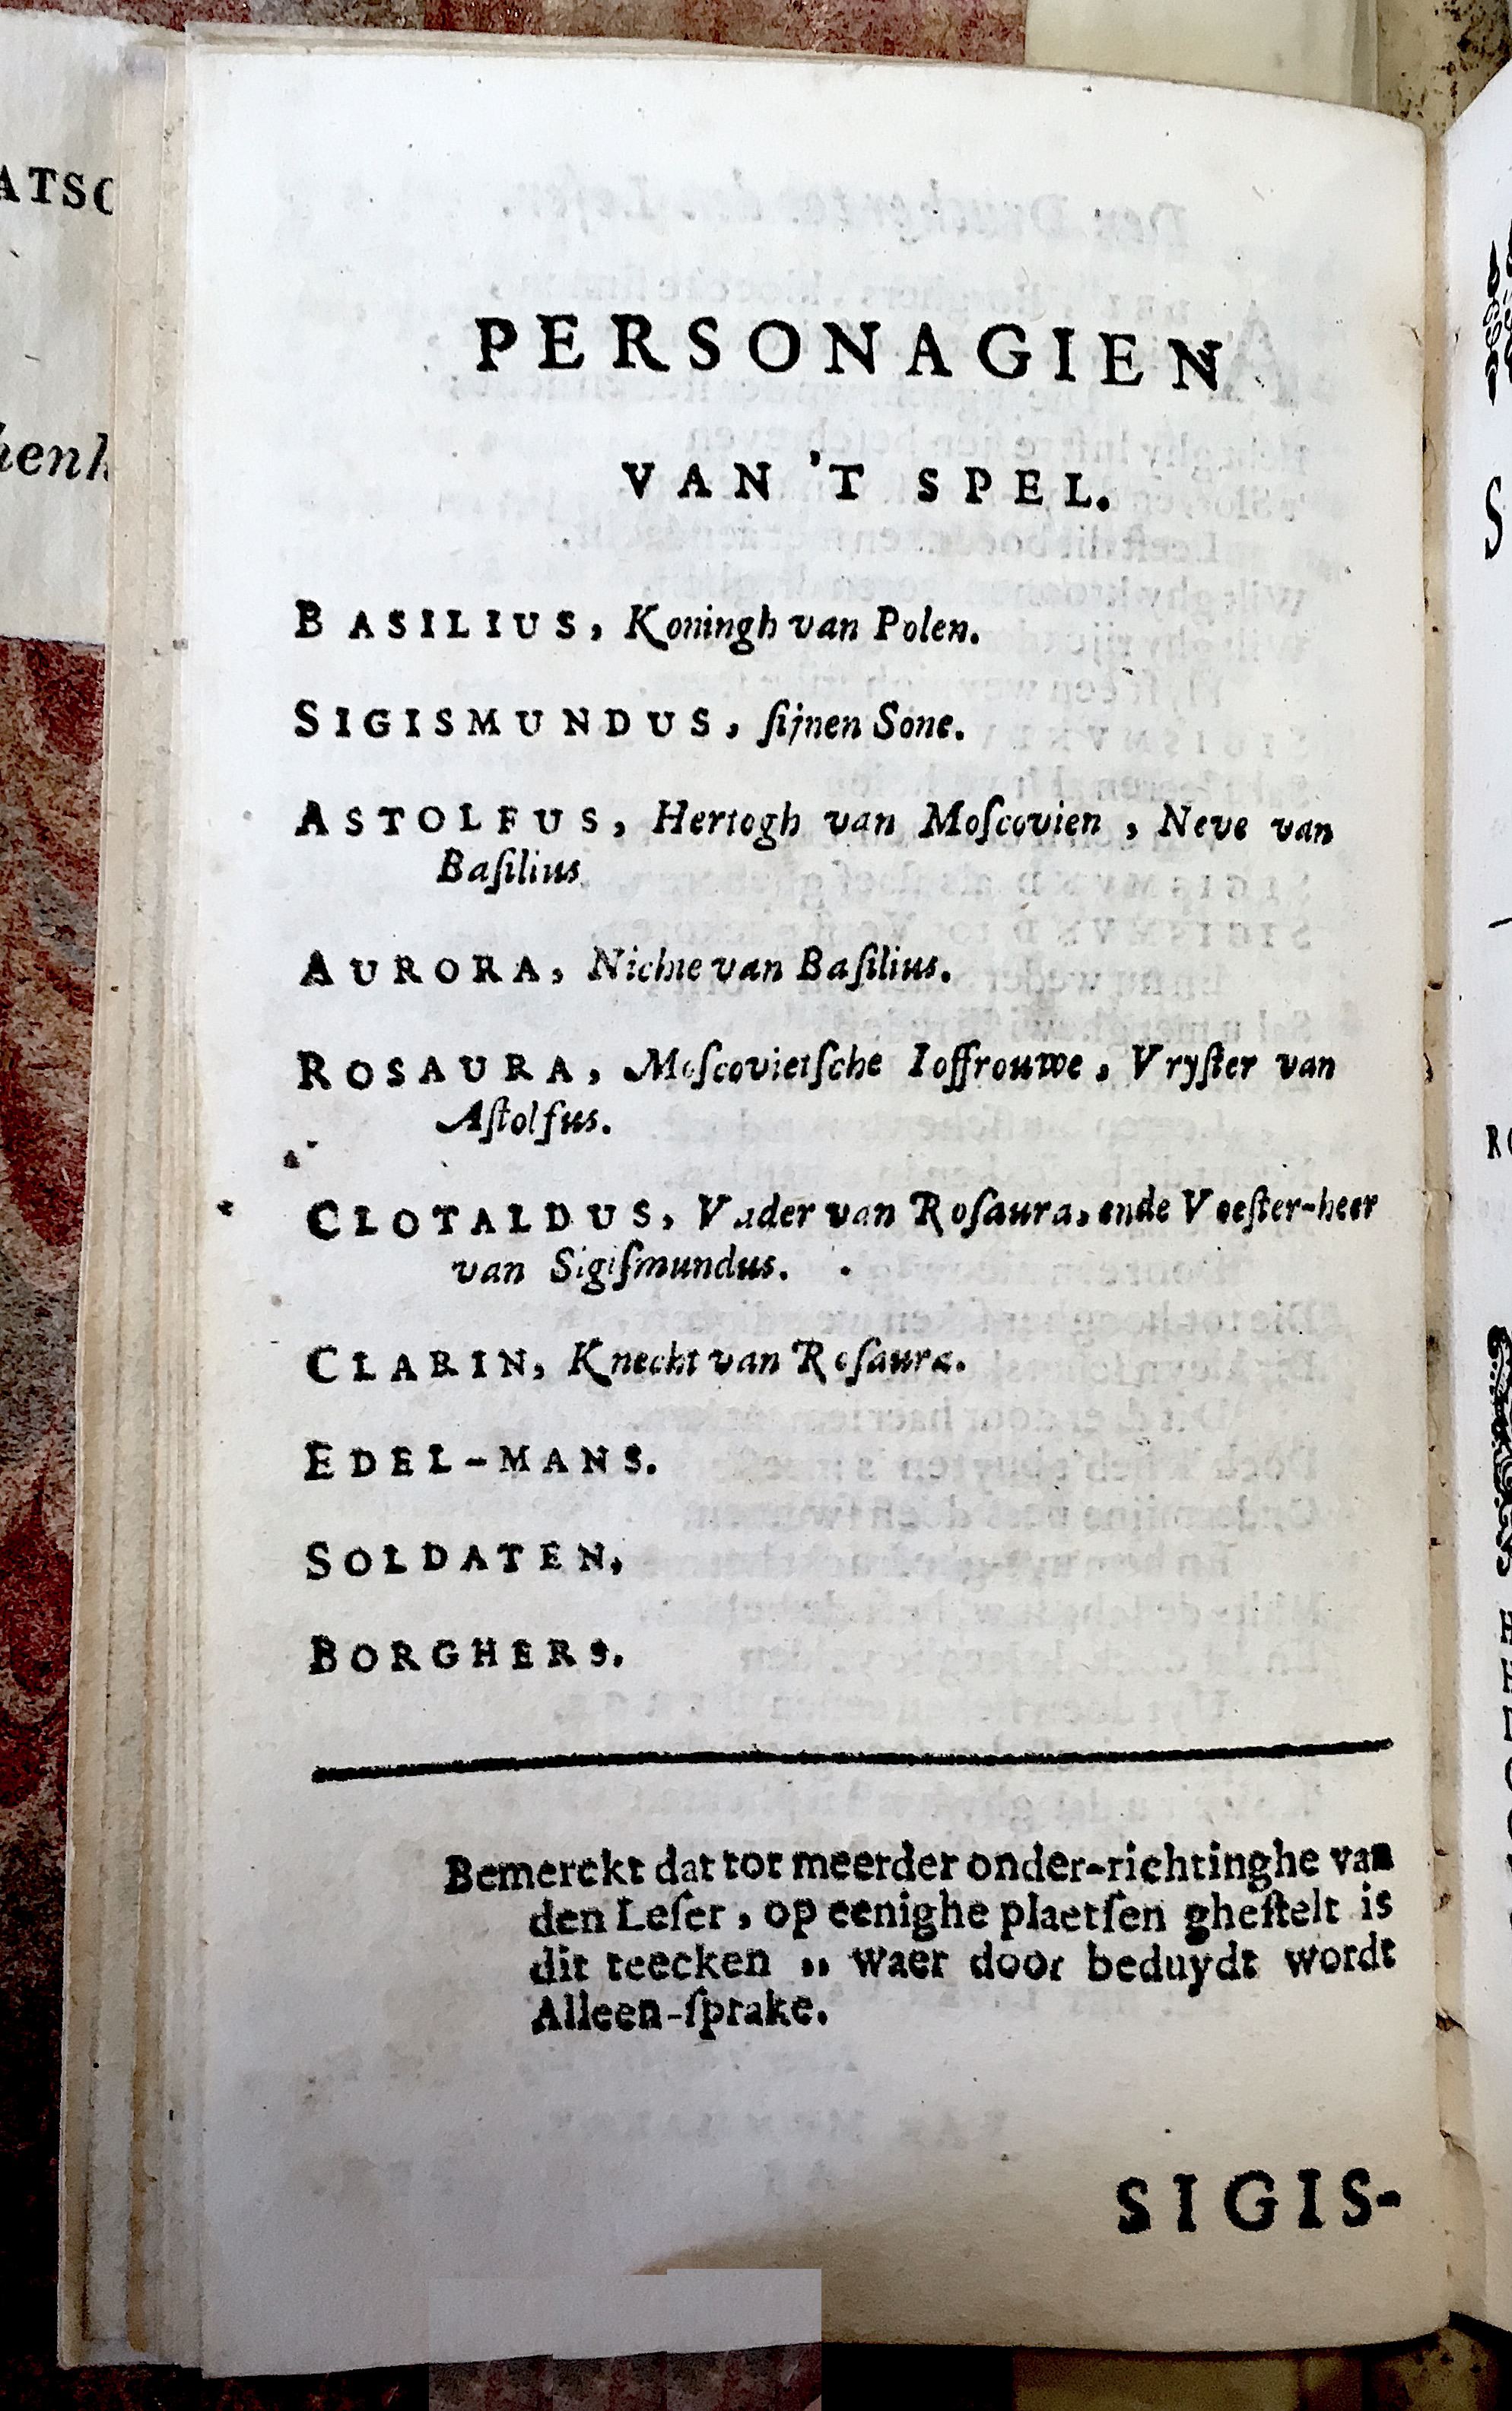 PERSONAGIEN
VAN 'T SPEL.
BASILIUS, Koningh van Polen.
SIGISMUNDUS, ſijnen Sone.
ASTOLFUS, Hertogh van Moſcovien, Neve van
Baſilius.
AURORA, Nichte van Baſilius.
ROSAURA, Moſcovietſche Ioffrouwe, Vryſter van
Aſtolfus.
CLOTALDUS, Vader van Roſaura, ende Voeſter-heer
van Sigiſmundus.
CLARIN, Knecht van Roſaura.
EDEL-MANS.
SOLDATEN,
BORGHERS.
Bemerckt dat tot meerder onder-richtinghe van
den Leſer, op eenighe plaetſen gheſtelt is
dit teecken ,, waer door beduydt wordt
Alleen-ſprake.
SIGIS-